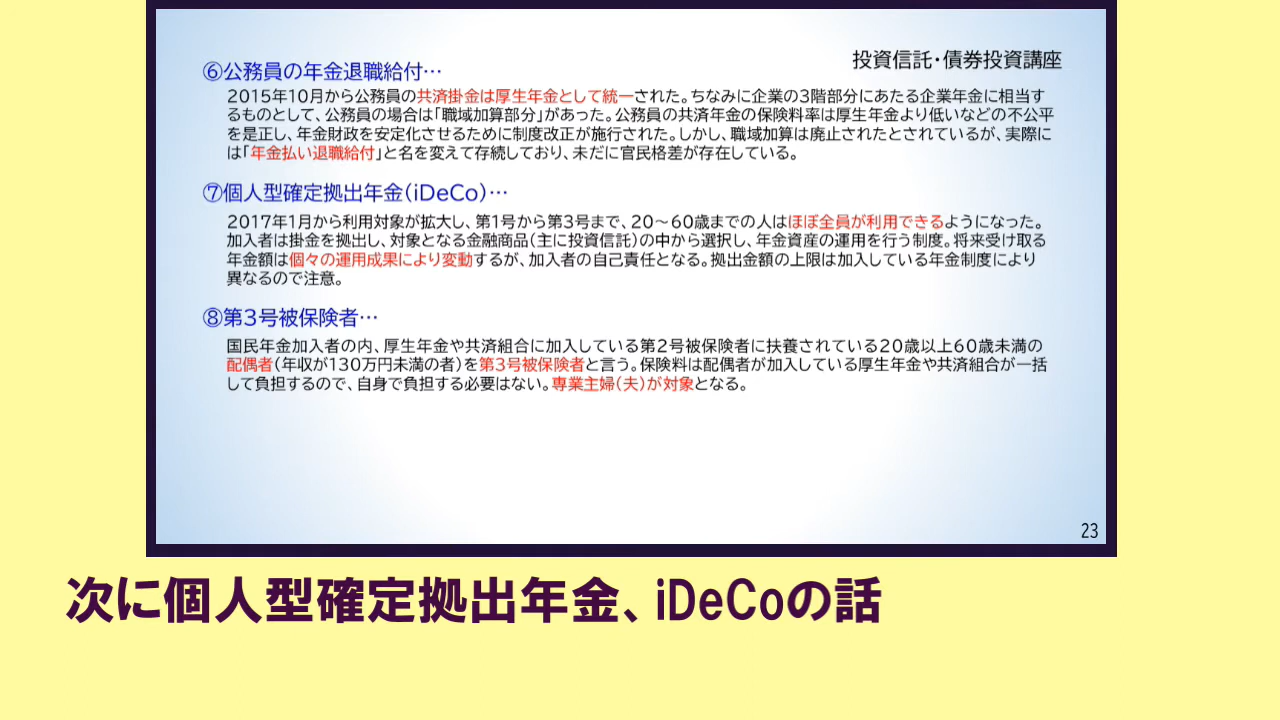 投資信託・債券投資講座
⑥公務員の年金退職給付…
2015年10月から公務員の共済掛金は厚生年金として統一された。ちなみに企業の3階部分にあたる企業年金に相当す
るものとして、公務員の場合は「職域加算部分」があった。公務員の共済年金の保険料率は厚生年金より低いなどの不公平
を是正し、年金財政を安定化させるために制度改正が施行された。しかし、職域加算は廃止されたとされているが、実際に
は「年金払い退職給付」と名を変えて存続しており、未だに官民格差が存在している。
⑦個人型確定拠出年金(iDeCo)…
2017年1月から利用対象が拡大し、第1号から第3号まで、20～60歳までの人はほぼ全員が利用できるようになった。
加入者は掛金を拠出し、対象となる金融商品(主に投資信託)の中から選択し、年金資産の運用を行う制度。将来受け取る
年金額は個々の運用成果により変動するが、加入者の自己責任となる。拠出金額の上限は加入している年金制度により
異なるので注意。
⑧第3号被保険者…
国民年金加入者の内、厚生年金や共済組合に加入している第2号被保険者に扶養されている20歳以上60歳未満の
配偶者(年収が130万円未満の者)を第3号被保険者と言う。保険料は配偶者が加入している厚生年金や共済組合が一括
して負担するので、自身で負担する必要はない。専業主婦(夫)が対象となる。
23
次に個人型確定拠出年金、iDeCoの話